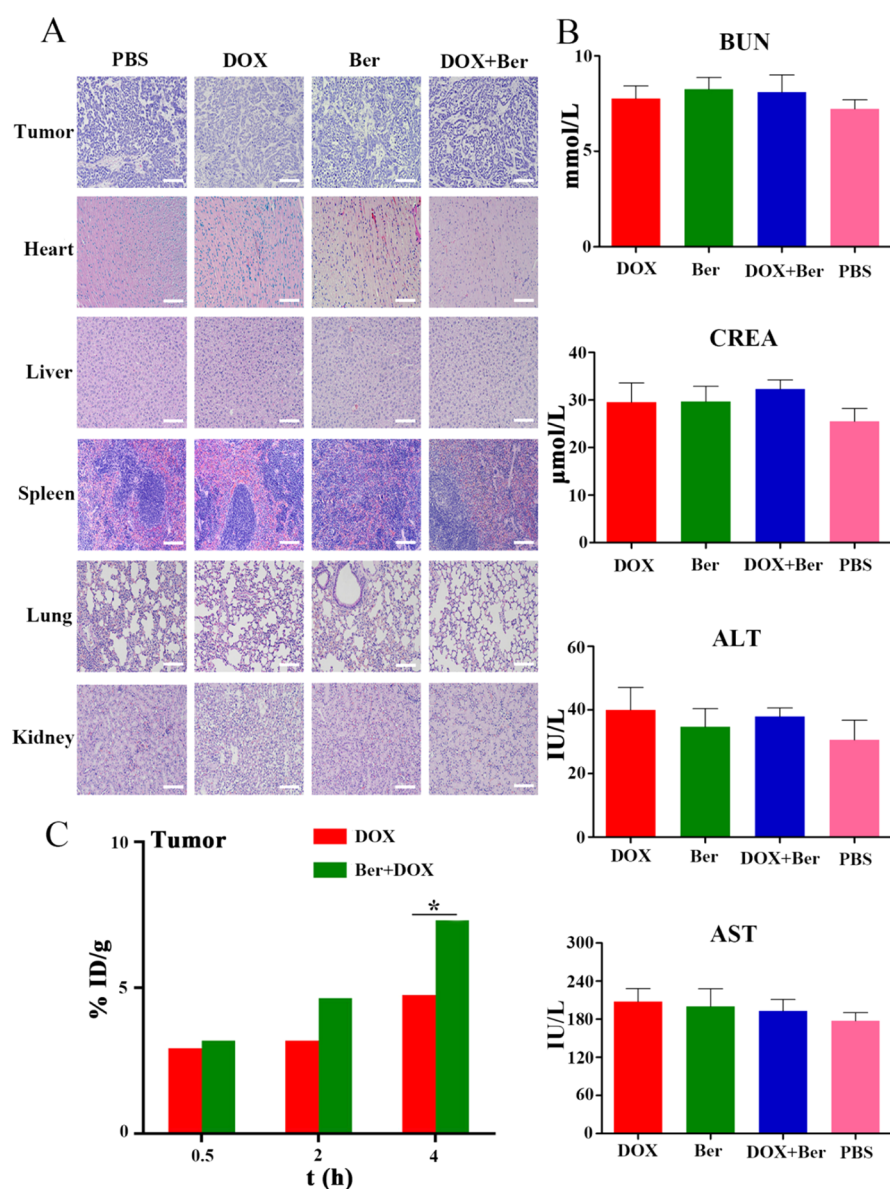 A
PBS DOX Ber DOX+Ber
Tumor
Heart
Liver
Spleen
Lung
Kidney
B
BUN
mmol/L
10
5
0
DOX Ber DOX+Ber PBS
CREA
µmol/L
40
30
20
10
0
DOX Ber DOX+Ber PBS
ALT
IU/L
60
40
20
0
DOX Ber DOX+Ber PBS
AST
IU/L
300
240
180
120
60
0
DOX Ber DOX+Ber PBS
C
Tumor
DOX
Ber+DOX
*
% ID/g
10
5
0
0.5 2 4
t (h)